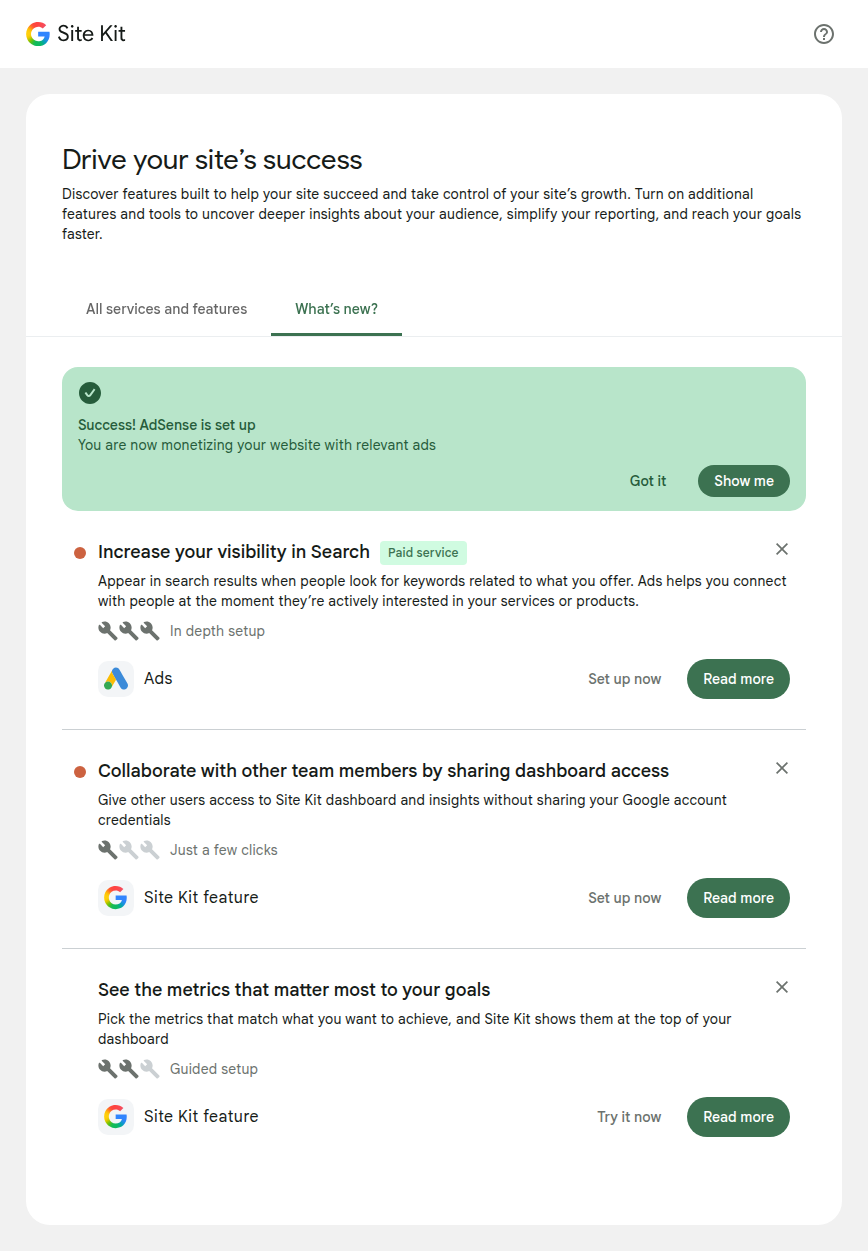 Site Kit
Drive your site’s success
Discover features built to help your site succeed and take control of your site’s growth. Turn on additional
features and tools to uncover deeper insights about your audience, simplify your reporting, and reach your goals
faster.
All services and features
What’s new?
Success! AdSense is set up
You are now monetizing your website with relevant ads
Got it
Show me
Increase your visibility in Search
Paid service
Appear in search results when people look for keywords related to what you offer. Ads helps you connect
with people at the moment they’re actively interested in your services or products.
In depth setup
Ads
Set up now
Read more
Collaborate with other team members by sharing dashboard access
Give other users access to Site Kit dashboard and insights without sharing your Google account
credentials
Just a few clicks
Site Kit feature
Set up now
Read more
See the metrics that matter most to your goals
Pick the metrics that match what you want to achieve, and Site Kit shows them at the top of your
dashboard
Guided setup
Site Kit feature
Try it now
Read more